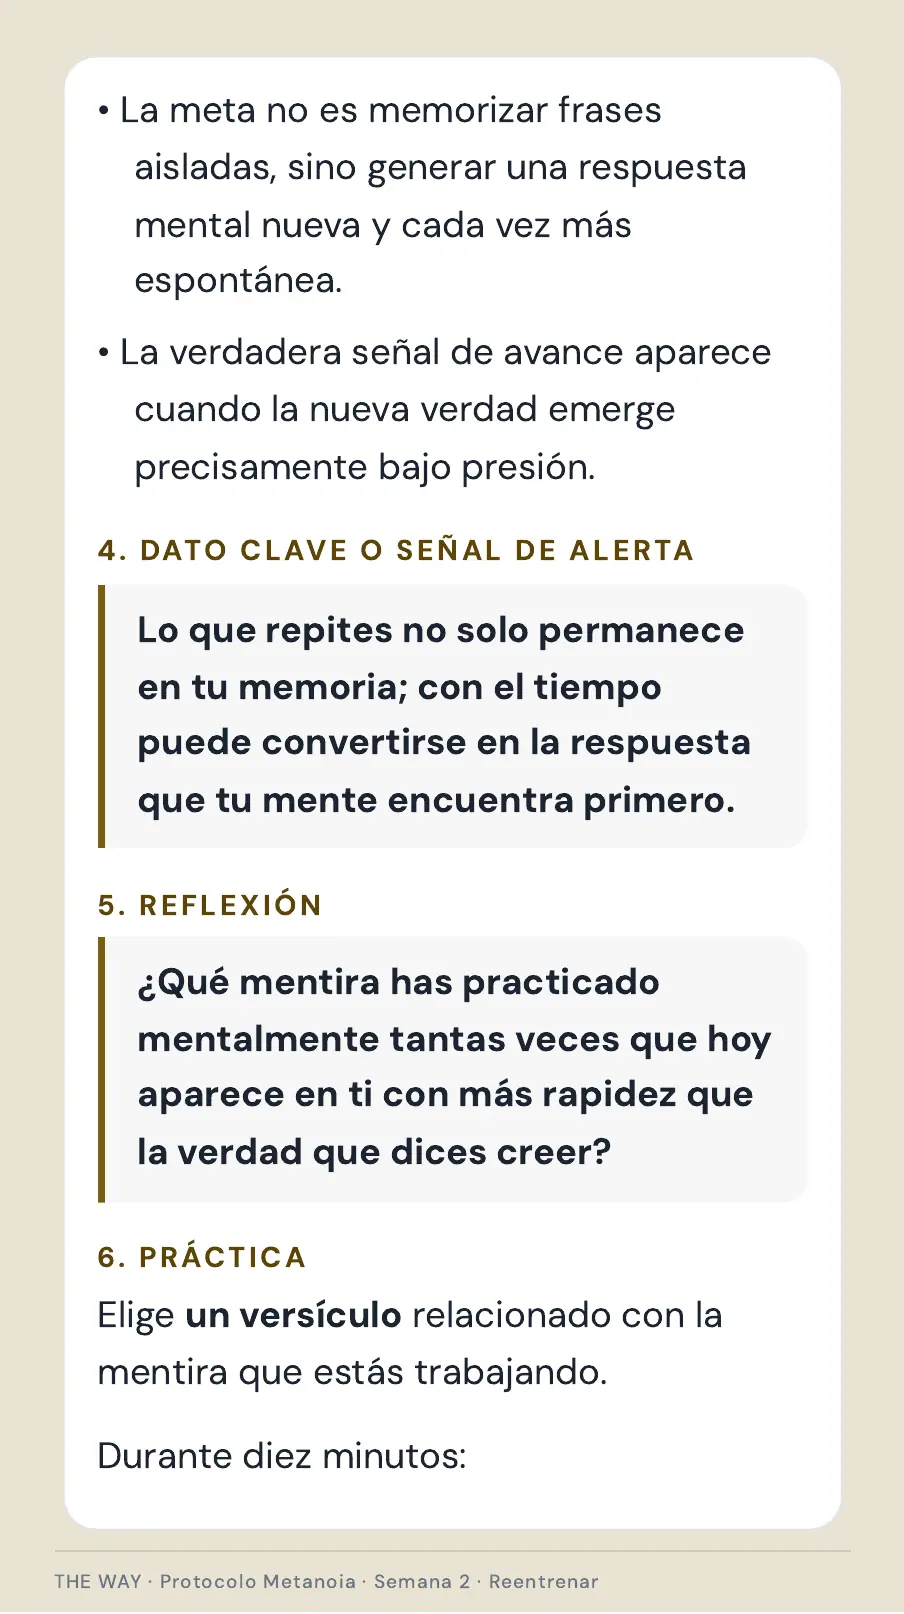 • La meta no es memorizar frases
aisladas, sino generar una respuesta
mental nueva y cada vez más
espontánea.
• La verdadera señal de avance aparece
cuando la nueva verdad emerge
precisamente bajo presión.
4. DATO CLAVE O SEÑAL DE ALERTA
Lo que repites no solo permanece
en tu memoria; con el tiempo
puede convertirse en la respuesta
que tu mente encuentra primero.
5. REFLEXIÓN
¿Qué mentira has practicado
mentalmente tantas veces que hoy
aparece en ti con más rapidez que
la verdad que dices creer?
6. PRÁCTICA
Elige un versículo relacionado con la
mentira que estás trabajando.
Durante diez minutos:
THE WAY · Protocolo Metanoia · Semana 2 · Reentrenar